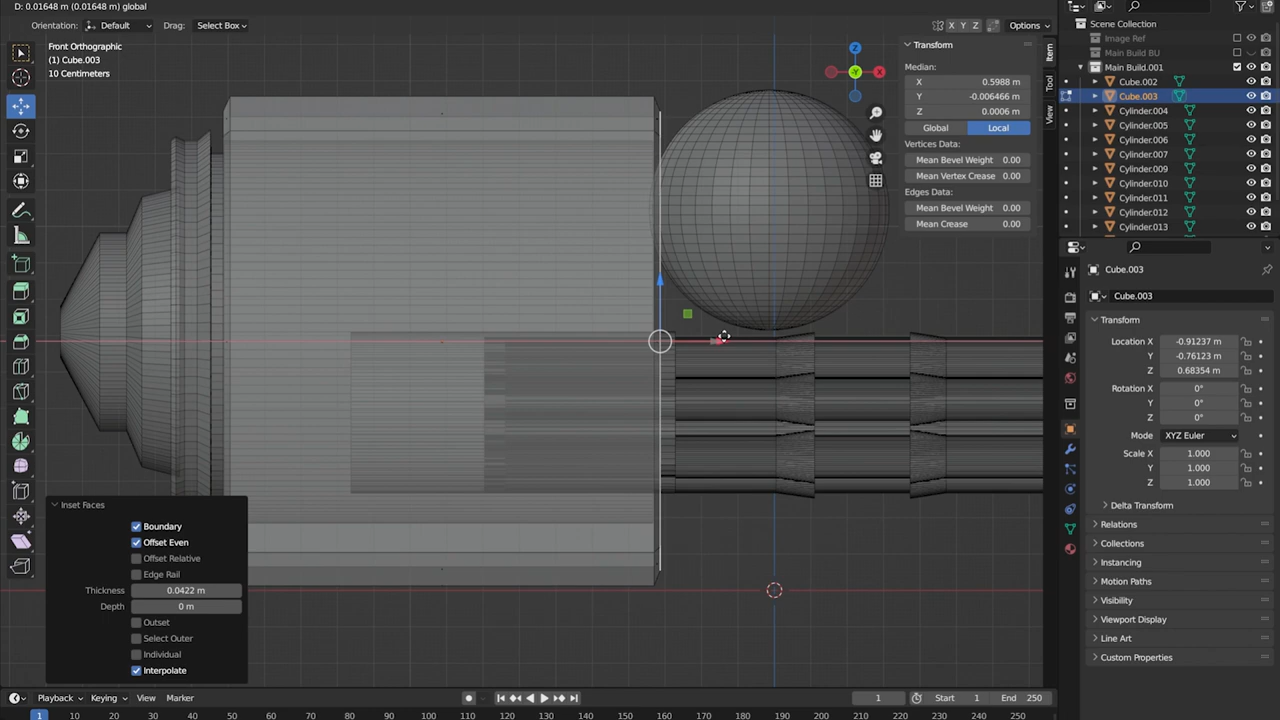 D: 0.01648 m (0.01648 m) global
Orientation: Default Drag: Select Box X Y Z Options
Front Orthographic
(1) Cube.003
10 Centimeters
Transform
Median:
X 0.5988 m
Y -0.006466 m
Z 0.0006 m
Global Local
Vertices Data:
Mean Bevel Weight 0.00
Mean Vertex Crease 0.00
Edges Data:
Mean Bevel Weight 0.00
Mean Crease 0.00
Item
Tool
View
Z
Y
X
Inset Faces
Boundary
Offset Even
Offset Relative
Edge Rail
Thickness 0.0422 m
Depth 0 m
Outset
Select Outer
Individual
Interpolate
Scene Collection
Image Ref
Main Build BU
Main Build.001
Cube.002
Cube.003
Cylinder.004
Cylinder.005
Cylinder.006
Cylinder.007
Cylinder.009
Cylinder.010
Cylinder.011
Cylinder.012
Cylinder.013
Cube.003
Cube.003
Transform
Location X -0.91237 m
Y -0.76123 m
Z 0.68354 m
Rotation X 0°
Y 0°
Z 0°
Mode XYZ Euler
Scale X 1.000
Y 1.000
Z 1.000
Delta Transform
Relations
Collections
Instancing
Motion Paths
Visibility
Viewport Display
Line Art
Custom Properties
Playback Keying View Marker 1 Start 1 End 250
1 10 20 30 40 50 60 70 80 90 100 110 120 130 140 150 160 170 180 190 200 210 220 230 240 250